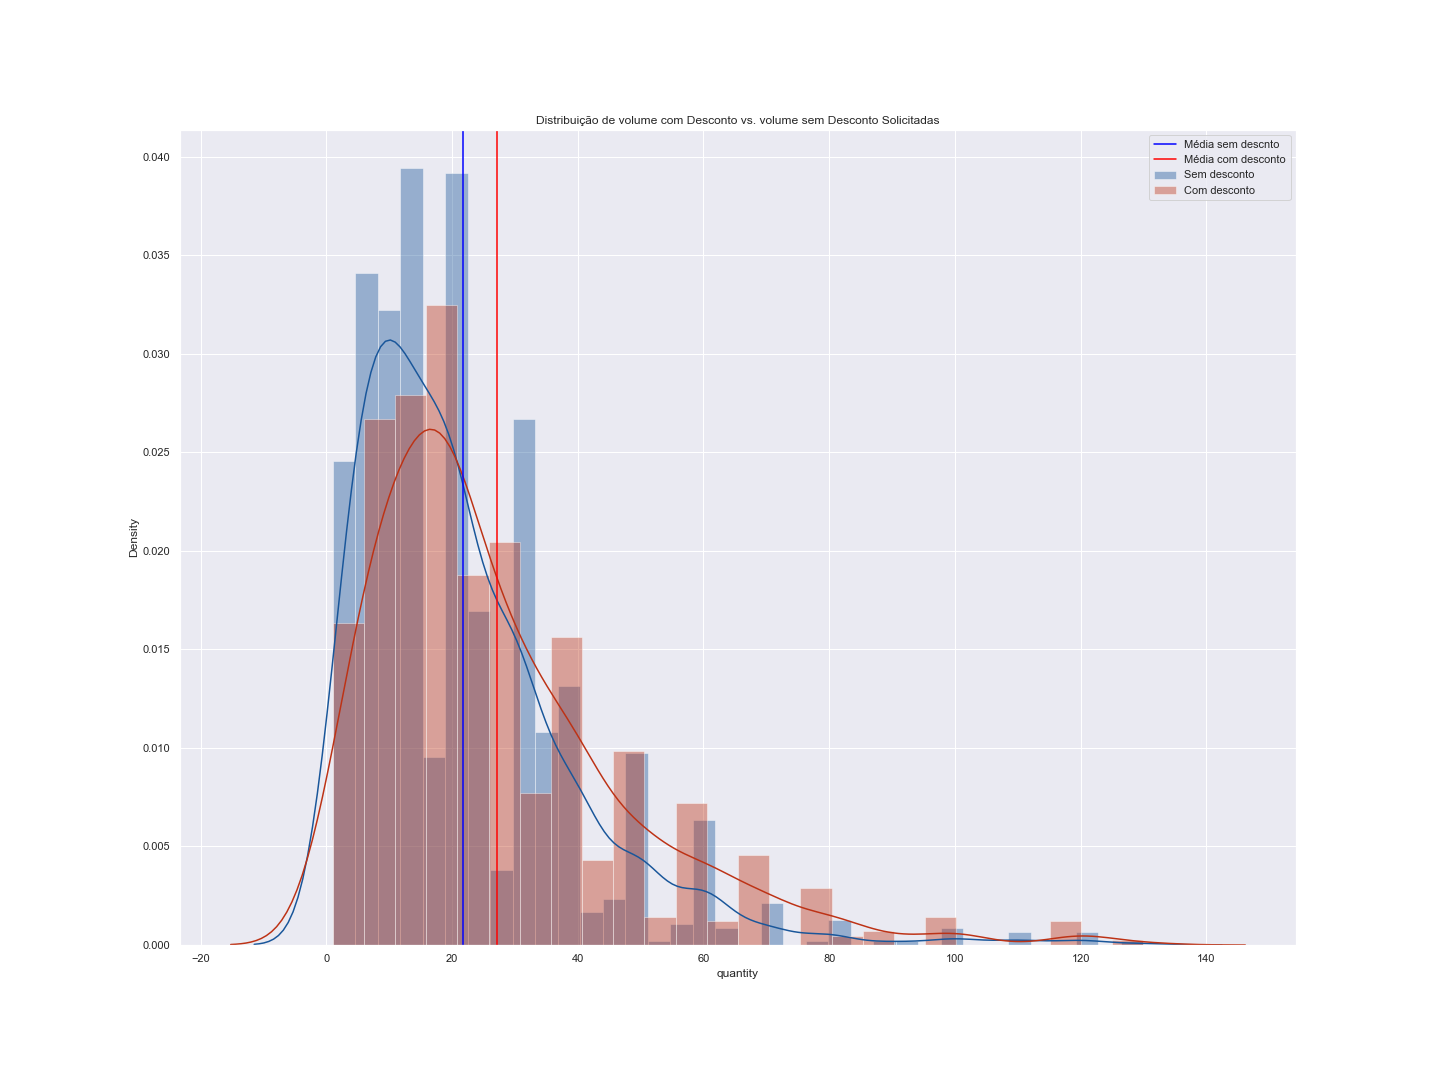 Distribuição de volume com Desconto vs. volume sem Desconto Solicitadas
Média sem descnto
Média com desconto
Sem desconto
Com desconto
0.040
0.035
0.030
0.025
0.020
0.015
0.010
0.005
0.000
Density
−20
0
20
40
60
80
100
120
140
quantity